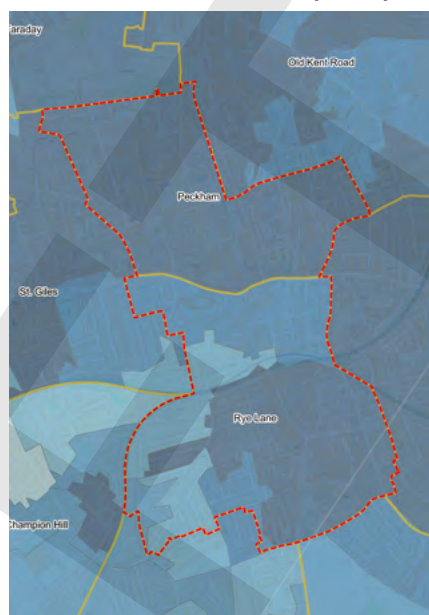 Faraday
Old Kent Road
Peckham
St. Giles
Rye Lane
Champion Hill